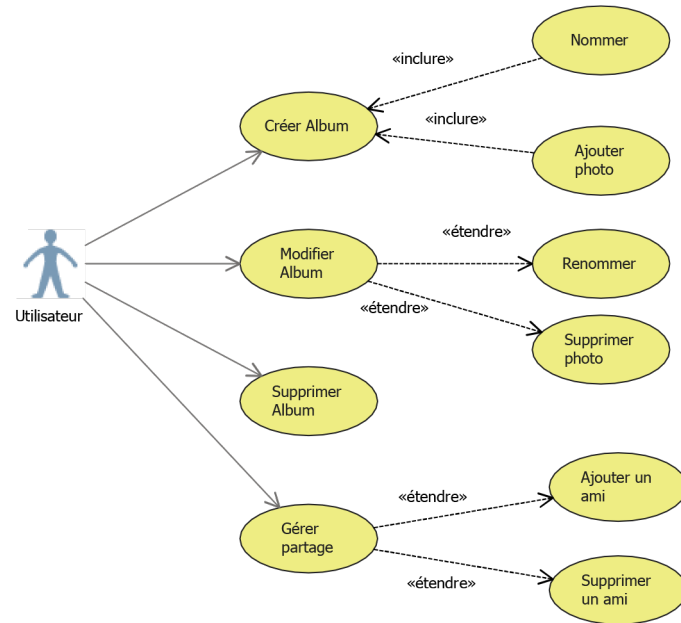 Nommer
«inclure»
Créer Album
«inclure»
Ajouter
photo
Utilisateur
Modifier
Album
«étendre»
Renommer
«étendre»
Supprimer
photo
Supprimer
Album
Gérer
partage
«étendre»
Ajouter un
ami
«étendre»
Supprimer
un ami